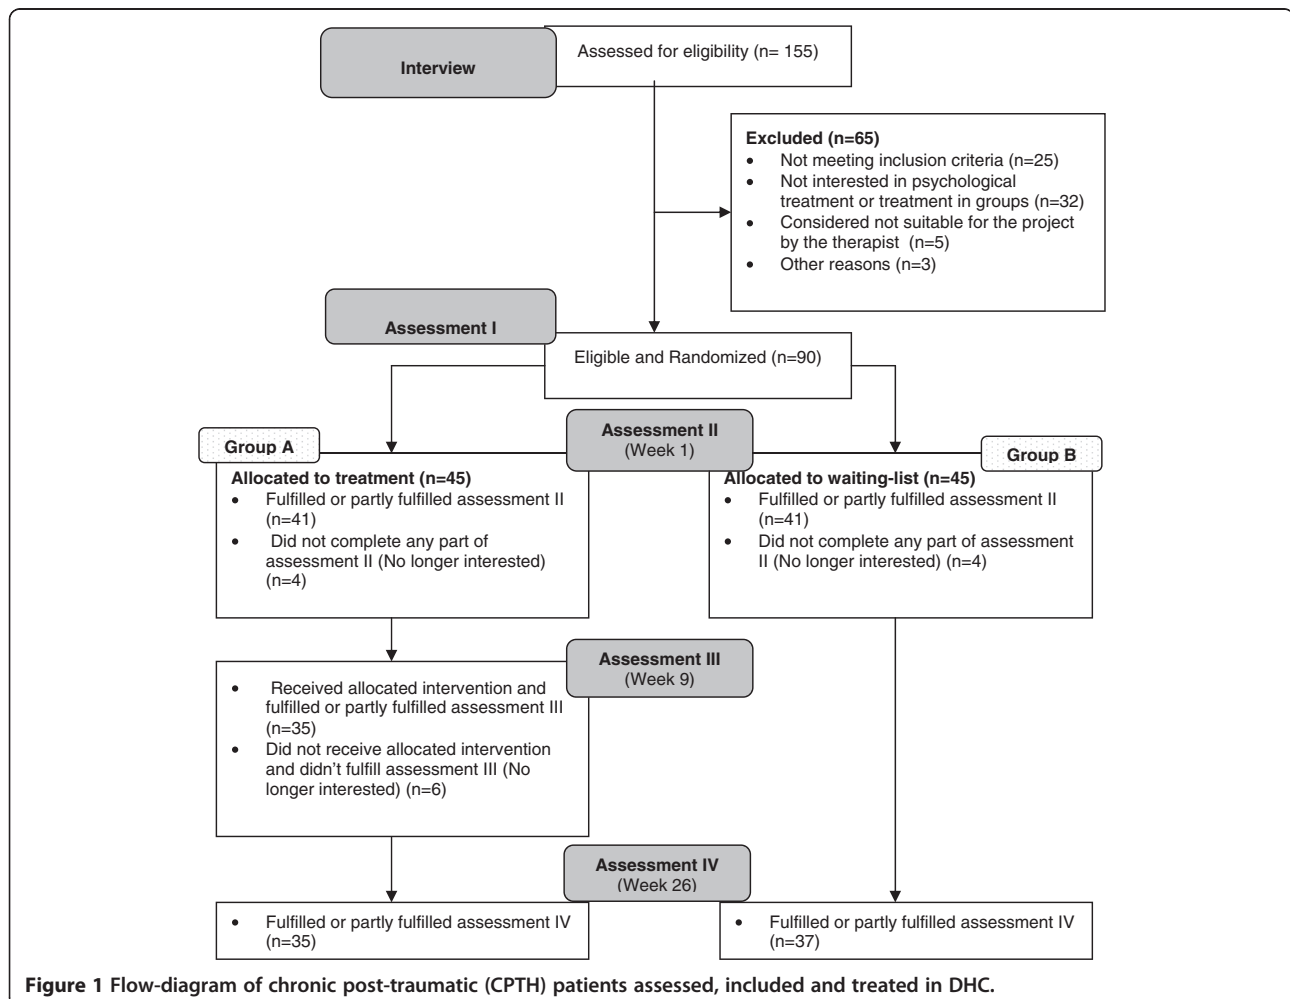 Interview
Assessed for eligibility (n= 155)
Excluded (n=65)
• Not meeting inclusion criteria (n=25)
• Not interested in psychological
treatment or treatment in groups (n=32)
• Considered not suitable for the project
by the therapist (n=5)
• Other reasons (n=3)
Assessment I
Eligible and Randomized (n=90)
Assessment II
(Week 1)
Group A
Allocated to treatment (n=45)
• Fulfilled or partly fulfilled assessment II
(n=41)
• Did not complete any part of
assessment II (No longer interested)
(n=4)
Group B
Allocated to waiting-list (n=45)
• Fulfilled or partly fulfilled assessment II
(n=41)
• Did not complete any part of assessment
II (No longer interested) (n=4)
Assessment III
(Week 9)
• Received allocated intervention and
fulfilled or partly fulfilled assessment III
(n=35)
• Did not receive allocated intervention
and didn’t fulfill assessment III (No
longer interested) (n=6)
Assessment IV
(Week 26)
• Fulfilled or partly fulfilled assessment IV
(n=35)
• Fulfilled or partly fulfilled assessment IV
(n=37)
Figure 1 Flow-diagram of chronic post-traumatic (CPTH) patients assessed, included and treated in DHC.